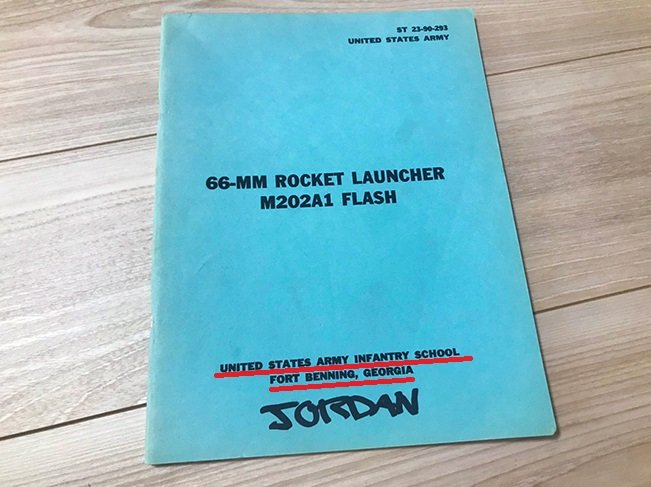 ST 23-90-293
UNITED STATES ARMY
66-MM ROCKET LAUNCHER
M202A1 FLASH
UNITED STATES ARMY INFANTRY SCHOOL
FORT BENNING, GEORGIA
JORDAN